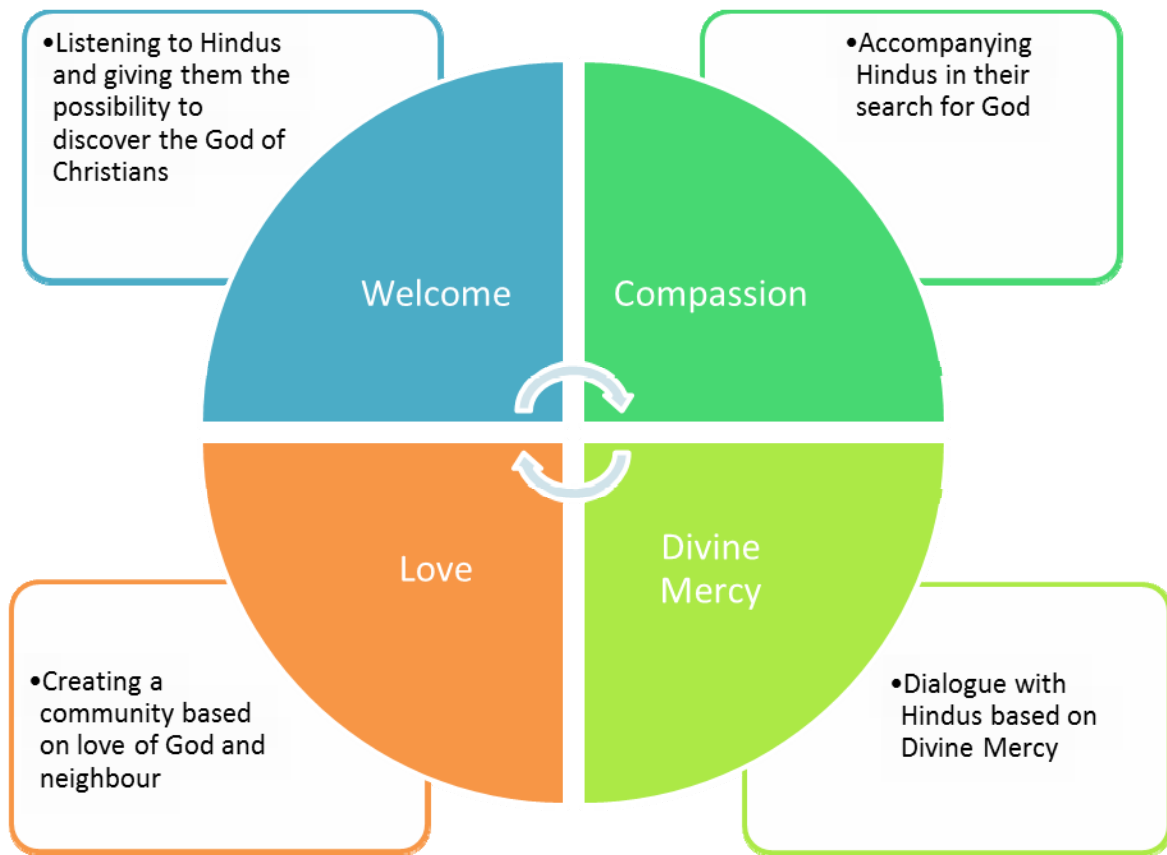 •Listening to Hindus
and giving them the
possibility to
discover the God of
Christians
•Accompanying
Hindus in their
search for God
Welcome
Compassion
Love
Divine
Mercy
•Creating a
community based
on love of God and
neighbour
•Dialogue with
Hindus based on
Divine Mercy